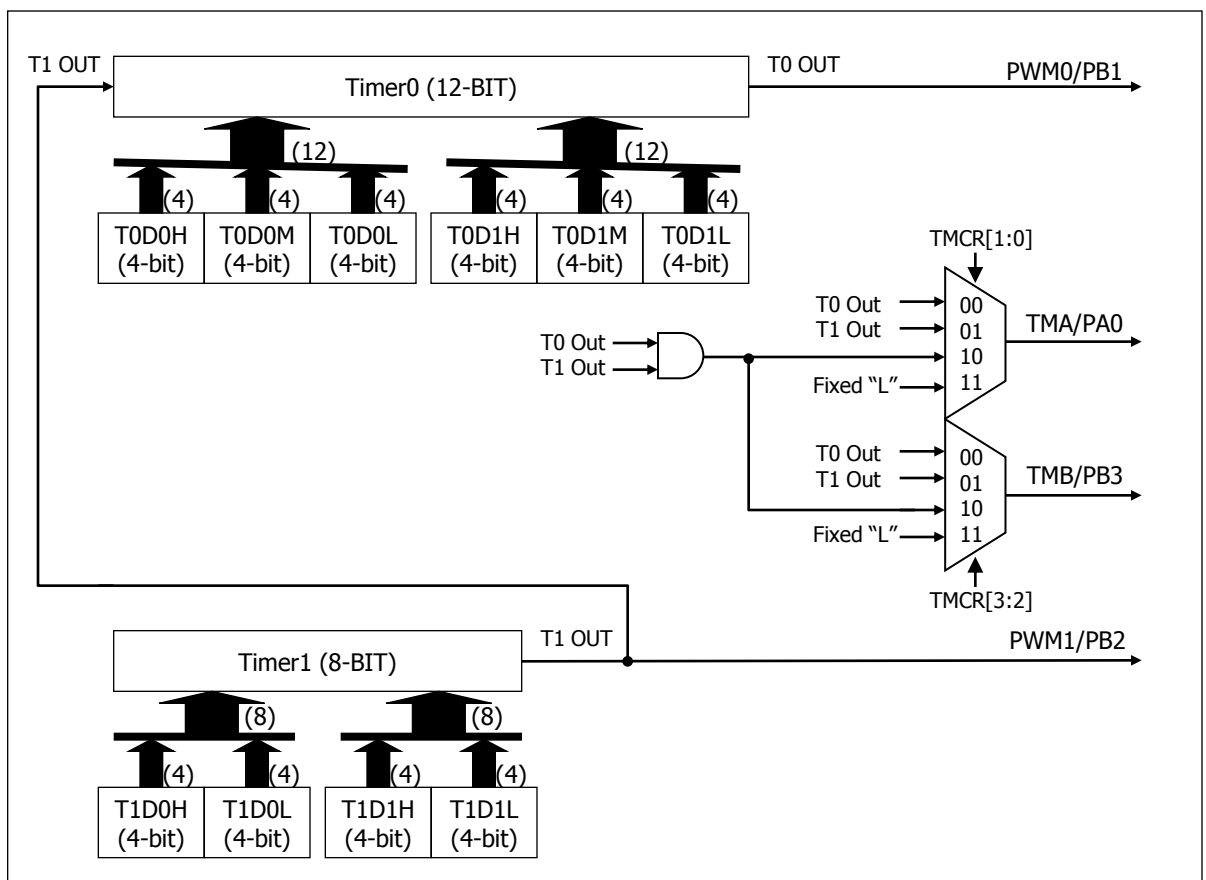 T1 OUT
Timer0 (12-BIT)
T0 OUT
PWM0/PB1
(12)
(12)
(4)
(4)
(4)
(4)
(4)
(4)
T0D0H
(4-bit)
T0D0M
(4-bit)
T0D0L
(4-bit)
T0D1H
(4-bit)
T0D1M
(4-bit)
T0D1L
(4-bit)
TMCR[1:0]
T0 Out
T1 Out
T0 Out
T1 Out
Fixed “L”
00
01
10
11
TMA/PA0
T0 Out
T1 Out
Fixed “L”
00
01
10
11
TMB/PB3
TMCR[3:2]
Timer1 (8-BIT)
T1 OUT
PWM1/PB2
(8)
(8)
(4)
(4)
(4)
(4)
T1D0H
(4-bit)
T1D0L
(4-bit)
T1D1H
(4-bit)
T1D1L
(4-bit)